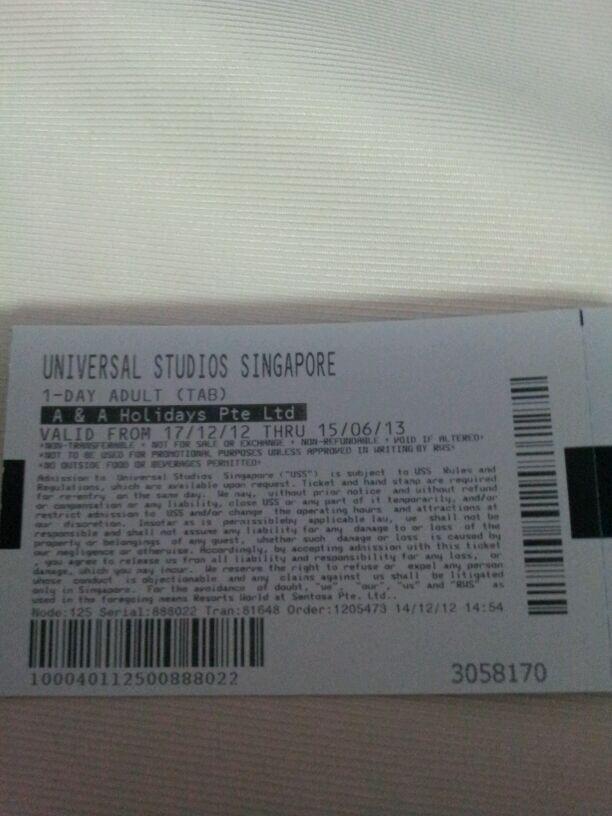 UNIVERSAL STUDIOS SINGAPORE
1-DAY ADULT (TAB)
A & A Holidays Pte Ltd
VALID FROM 17/12/12 THRU 15/06/13
*NON-TRANSFERABLE * NOT FOR SALE OR EXCHANGE * NON-REFUNDABLE * VOID IF ALTERED*
*NOT TO BE USED FOR PROMOTIONAL PURPOSES UNLESS APPROVED IN WRITING BY RWS*
*NO OUTSIDE FOOD OR BEVERAGES PERMITTED*
Admission to Universal Studios Singapore ("USS") is subject to USS Rules and
Regulations, which are available upon request. Ticket and hand stamp are required
for re-entry on the same day. We may, without prior notice and without refund
or compensation or any liability, close USS or any part of it temporarily, and/or
restrict admission to USS and/or change the operating hours and attractions at
our discretion. Insofar as is permissibleby applicable law, we shall not be
responsible and shall not assume any liability for any damage to or loss of the
property or belongings of any guest, whether such damage or loss is caused by
our negligence or otherwise. Accordingly, by accepting admission with this ticket
, you agree to release us from all liability and responsibility for any loss, or
damage, which you may incur. We reserve the right to refuse or expel any person
whose conduct is objectionable and any claims against us shall be litigated
only in Singapore. For the avoidance of doubt, "we", "our", "us" and "RWS" as
used in the foregoing means Resorts World at Sentosa Pte. Ltd..
Node:125 Serial:888022 Tran:81648 Order:1205473 14/12/12 14:54
100040112500888022
3058170